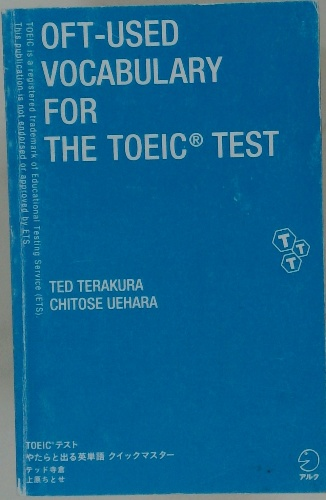 OFT-USED
VOCABULARY
FOR
THE TOEIC® TEST
TOEIC is a registered trademark of Educational Testing Service (ETS).
This publication is not endorsed or approved by ETS.
TED TERAKURA
CHITOSE UEHARA
T
T
T
TOEIC®テスト
やたらと出る英単語 クイックマスター
テッド寺倉
上原ちとせ
アルク